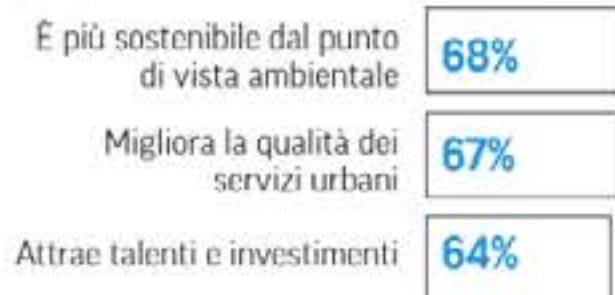 È più sostenibile dal punto
di vista ambientale
68%
Migliora la qualità dei
servizi urbani
67%
Attrae talenti e investimenti
64%